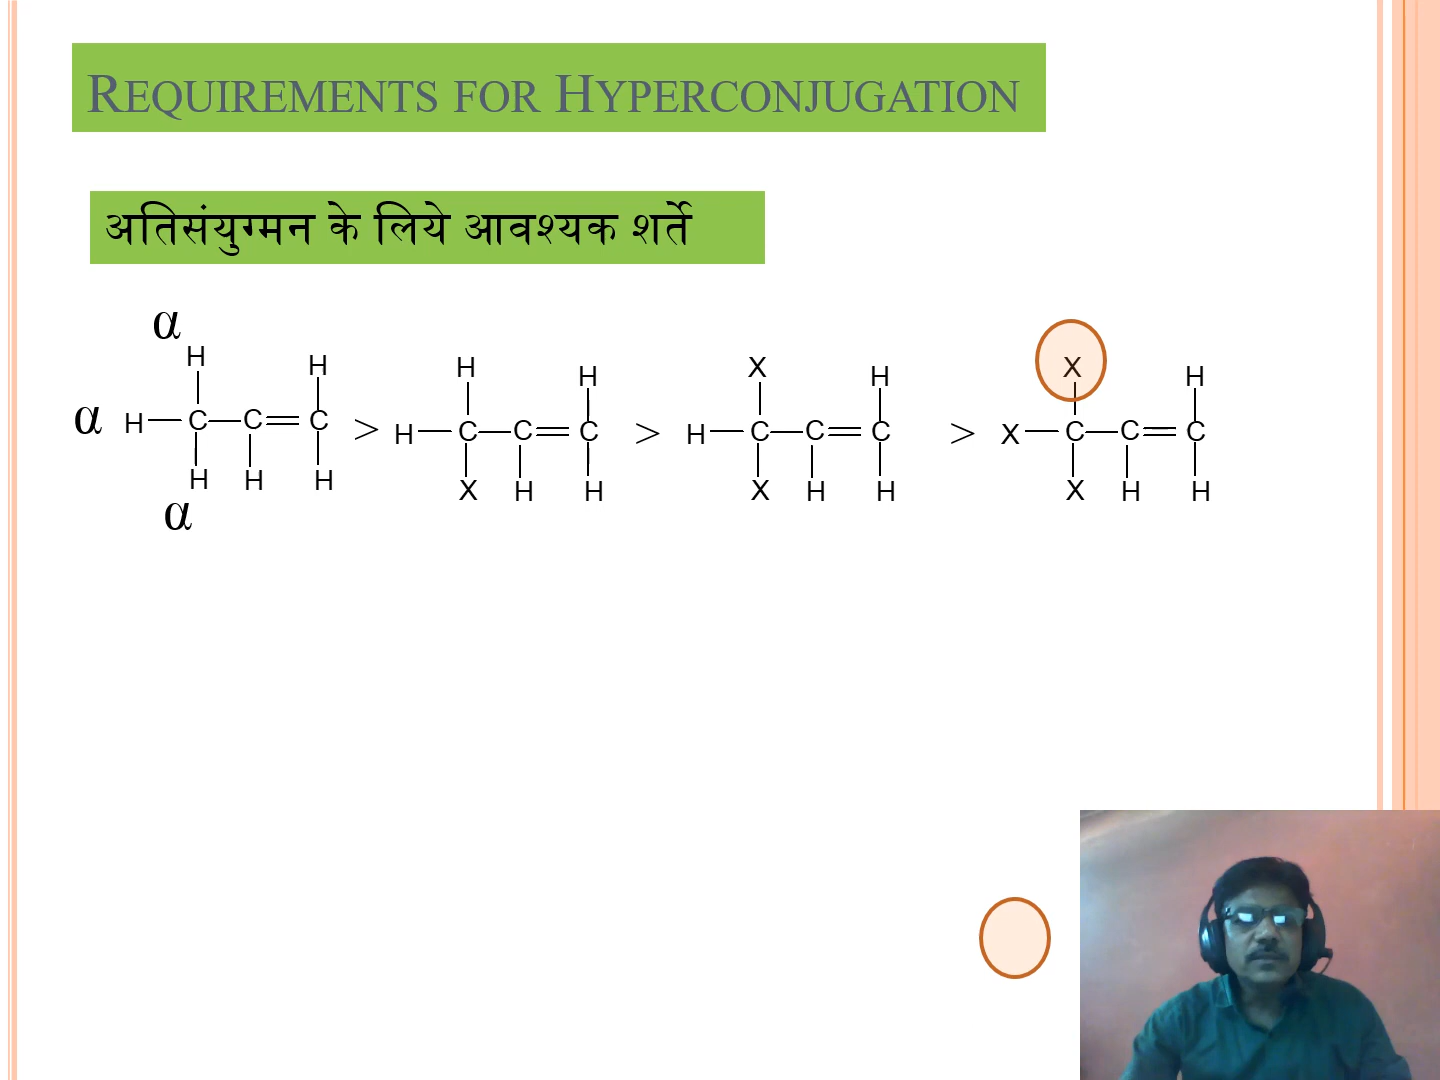 REQUIREMENTS FOR HYPERCONJUGATION
अतिसंयुग्मन के लिये आवश्यक शर्ते
α
H H H X H X H
α H C C C > H C C C > H C C C > X C C C
H H H X H H X H H X H H
α